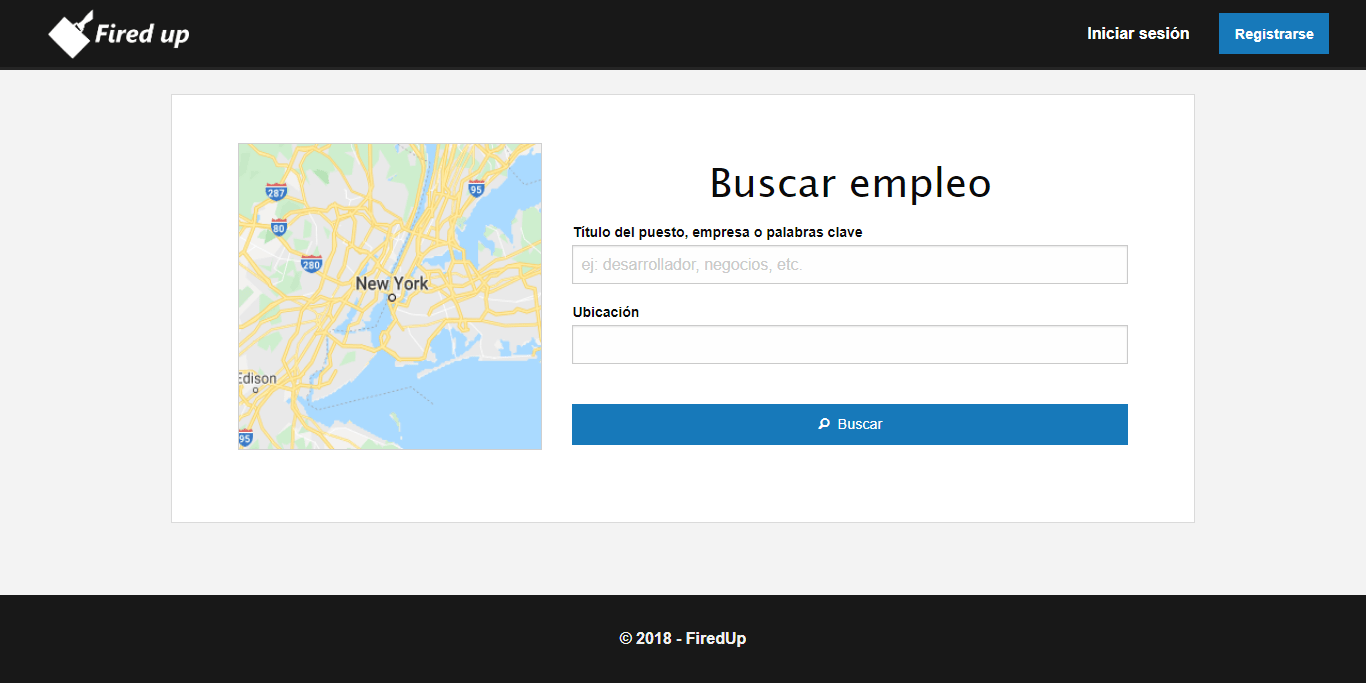 Fired up
Iniciar sesión
Registrarse
287
95
80
280
New York
Edison
95
Buscar empleo
Título del puesto, empresa o palabras clave
ej: desarrollador, negocios, etc.
Ubicación
Buscar
© 2018 - FiredUp